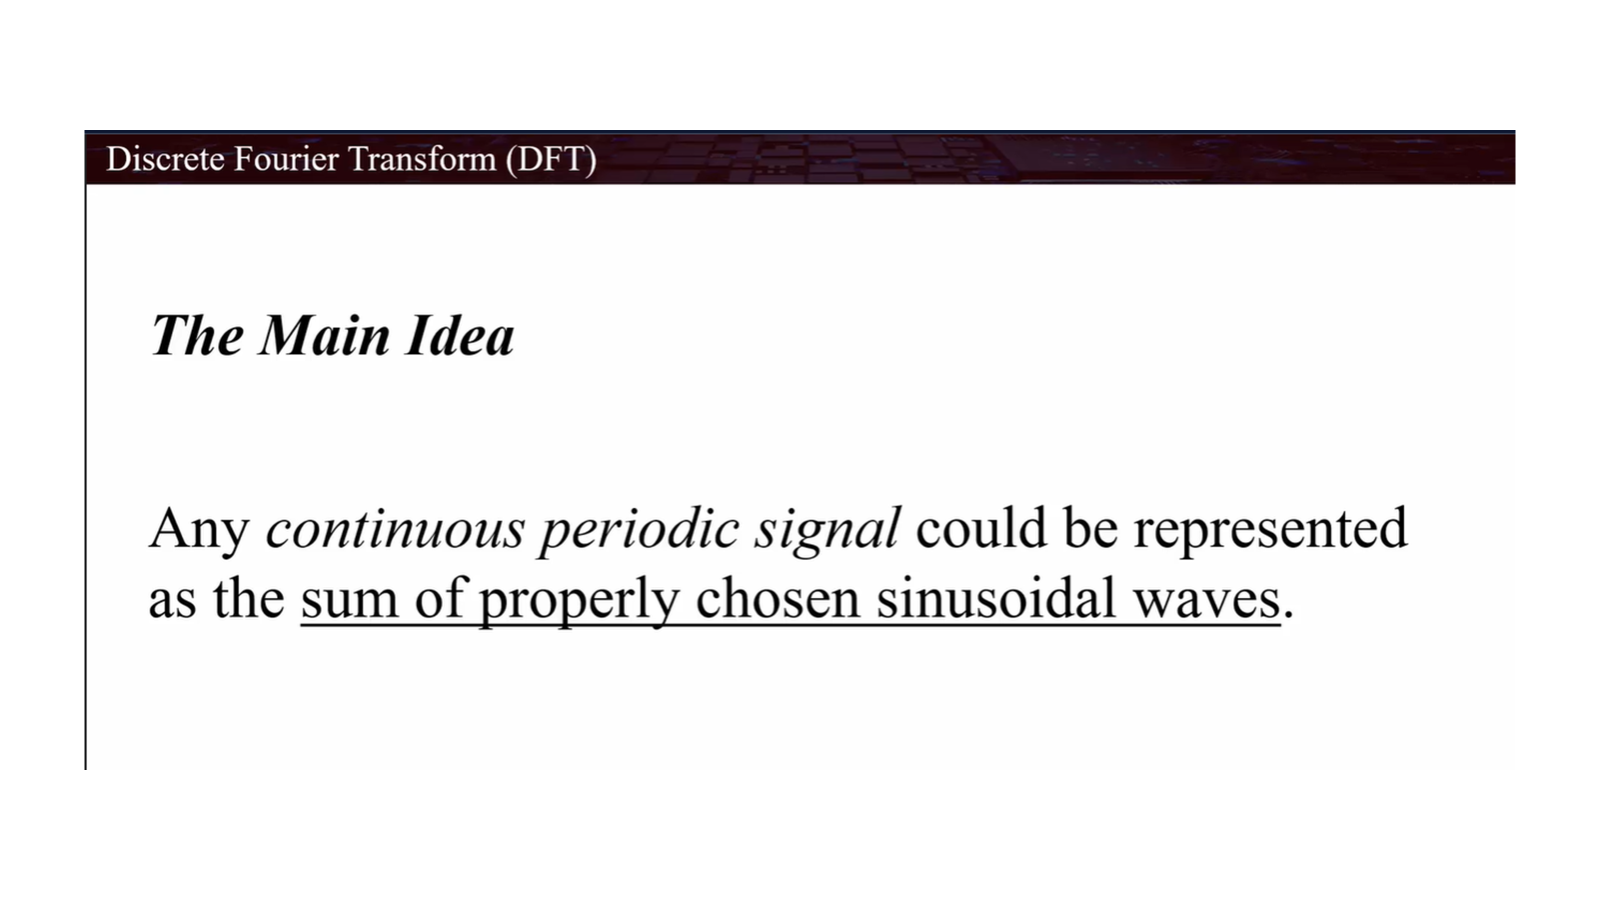 Discrete Fourier Transform (DFT)
The Main Idea
Any continuous periodic signal could be represented
as the sum of properly chosen sinusoidal waves.